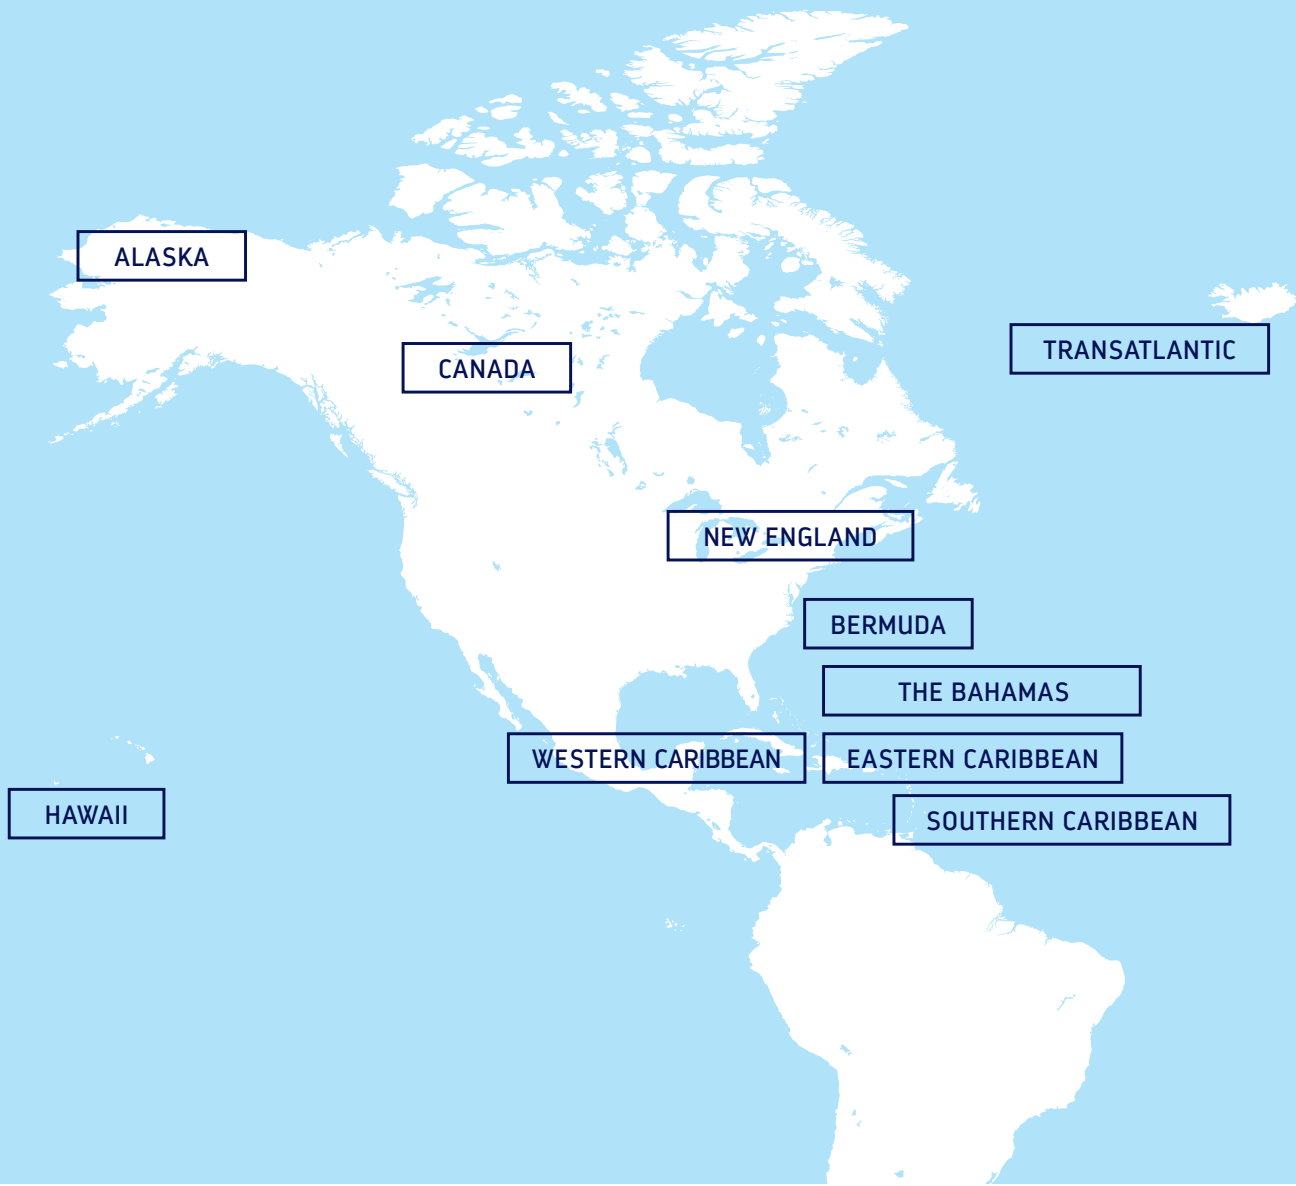 ALASKA
TRANSATLANTIC
CANADA
NEW ENGLAND
BERMUDA
THE BAHAMAS
WESTERN CARIBBEAN
EASTERN CARIBBEAN
HAWAII
SOUTHERN CARIBBEAN